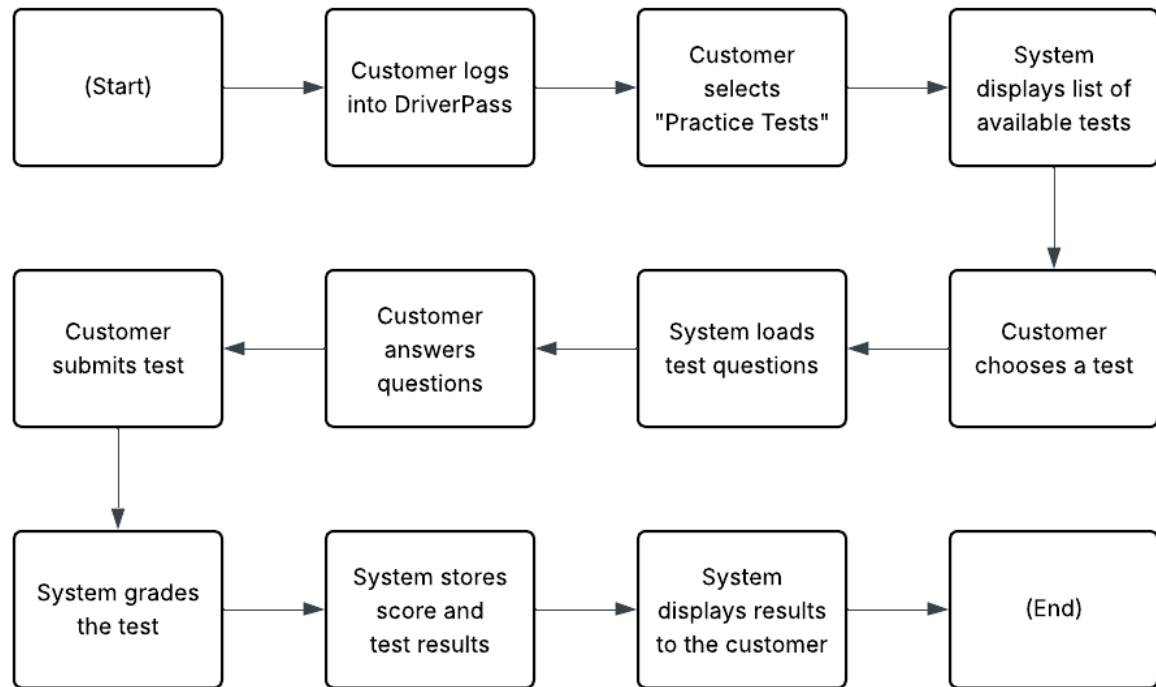 (Start)
Customer logs
into DriverPass
Customer
selects
"Practice Tests"
System
displays list of
available tests
Customer
chooses a test
System loads
test questions
Customer
answers
questions
Customer
submits test
System grades
the test
System stores
score and
test results
System
displays results
to the customer
(End)